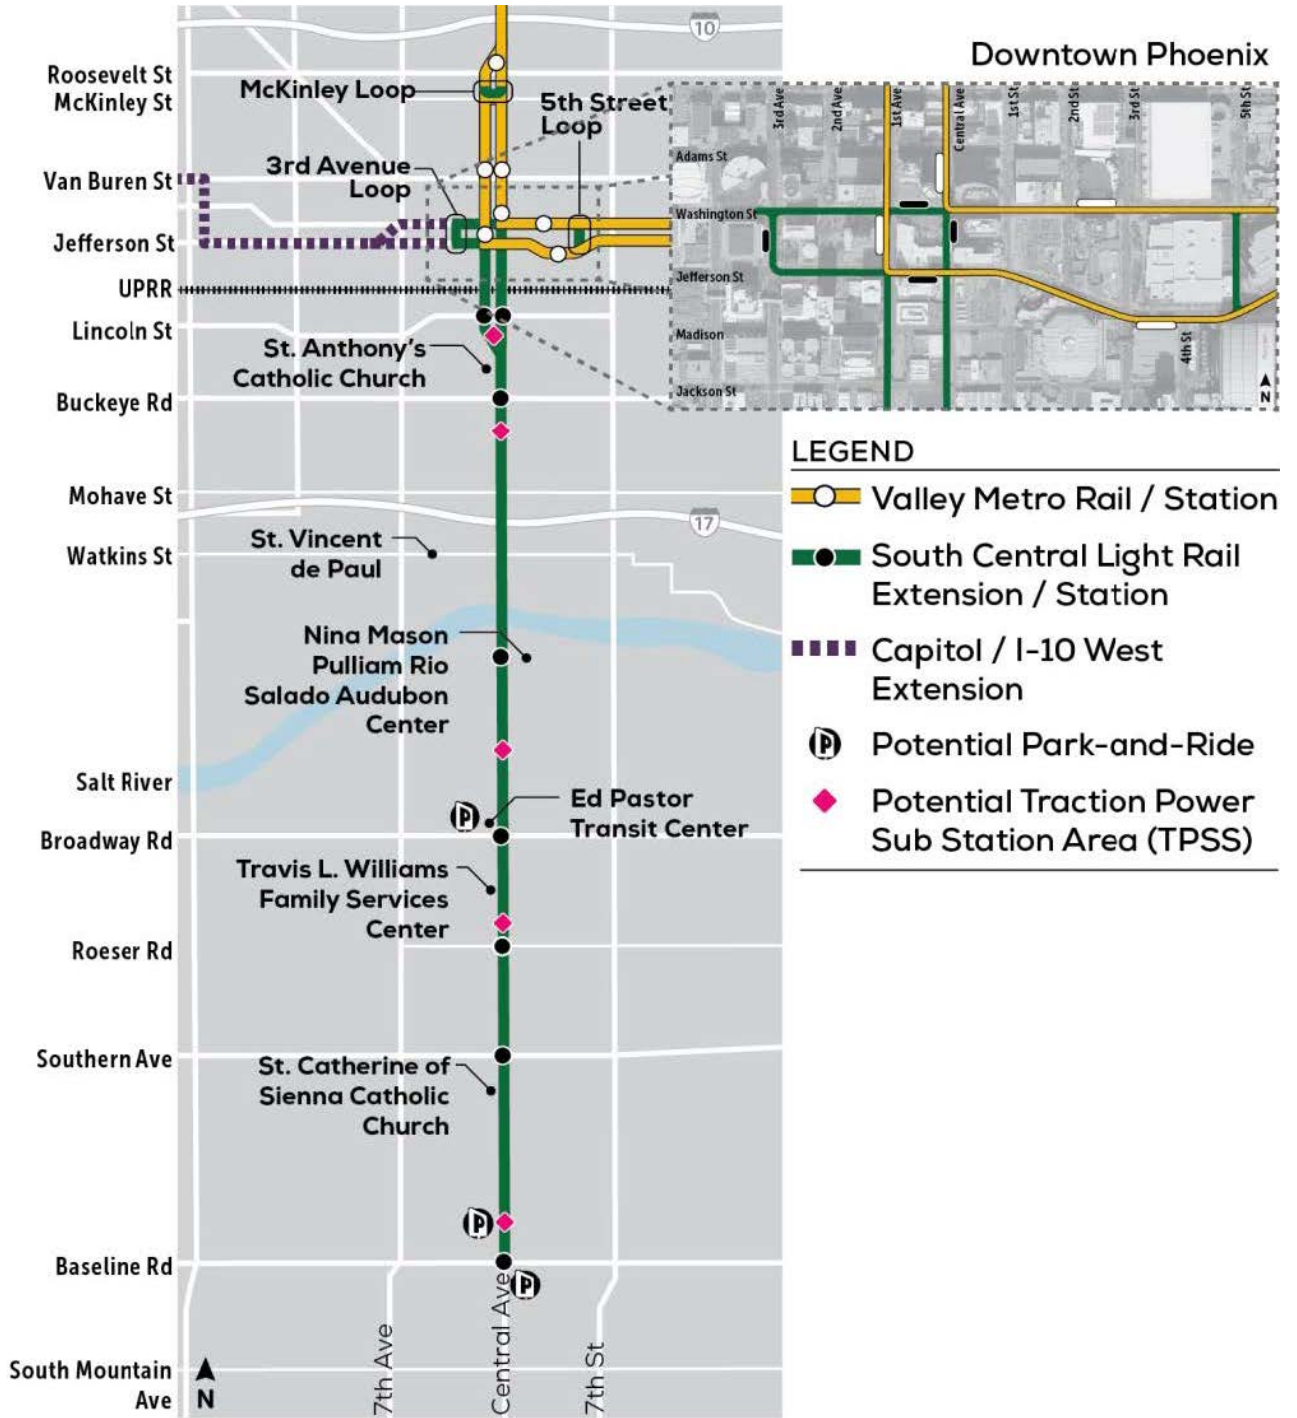 10
Roosevelt St
McKinley St
Van Buren St
Jefferson St
UPRR
Lincoln St
Buckeye Rd
Mohave St
Watkins St
Salt River
Broadway Rd
Roeser Rd
Southern Ave
Baseline Rd
South Mountain
Ave
N
McKinley Loop
5th Street
Loop
3rd Avenue
Loop
St. Anthony's
Catholic Church
17
St. Vincent
de Paul
Nina Mason
Pulliam Rio
Salado Audubon
Center
P
Ed Pastor
Transit Center
Travis L. Williams
Family Services
Center
St. Catherine of
Sienna Catholic
Church
P
P
7th Ave
Central Ave
7th St
Downtown Phoenix
3rd Ave
2nd Ave
1st Ave
Central Ave
1st St
2nd St
3rd St
5th St
Adams St
Washington St
Jefferson St
Madison
4th St
Jackson St
N
LEGEND
Valley Metro Rail / Station
South Central Light Rail
Extension / Station
Capitol / I-10 West
Extension
P
Potential Park-and-Ride
Potential Traction Power
Sub Station Area (TPSS)